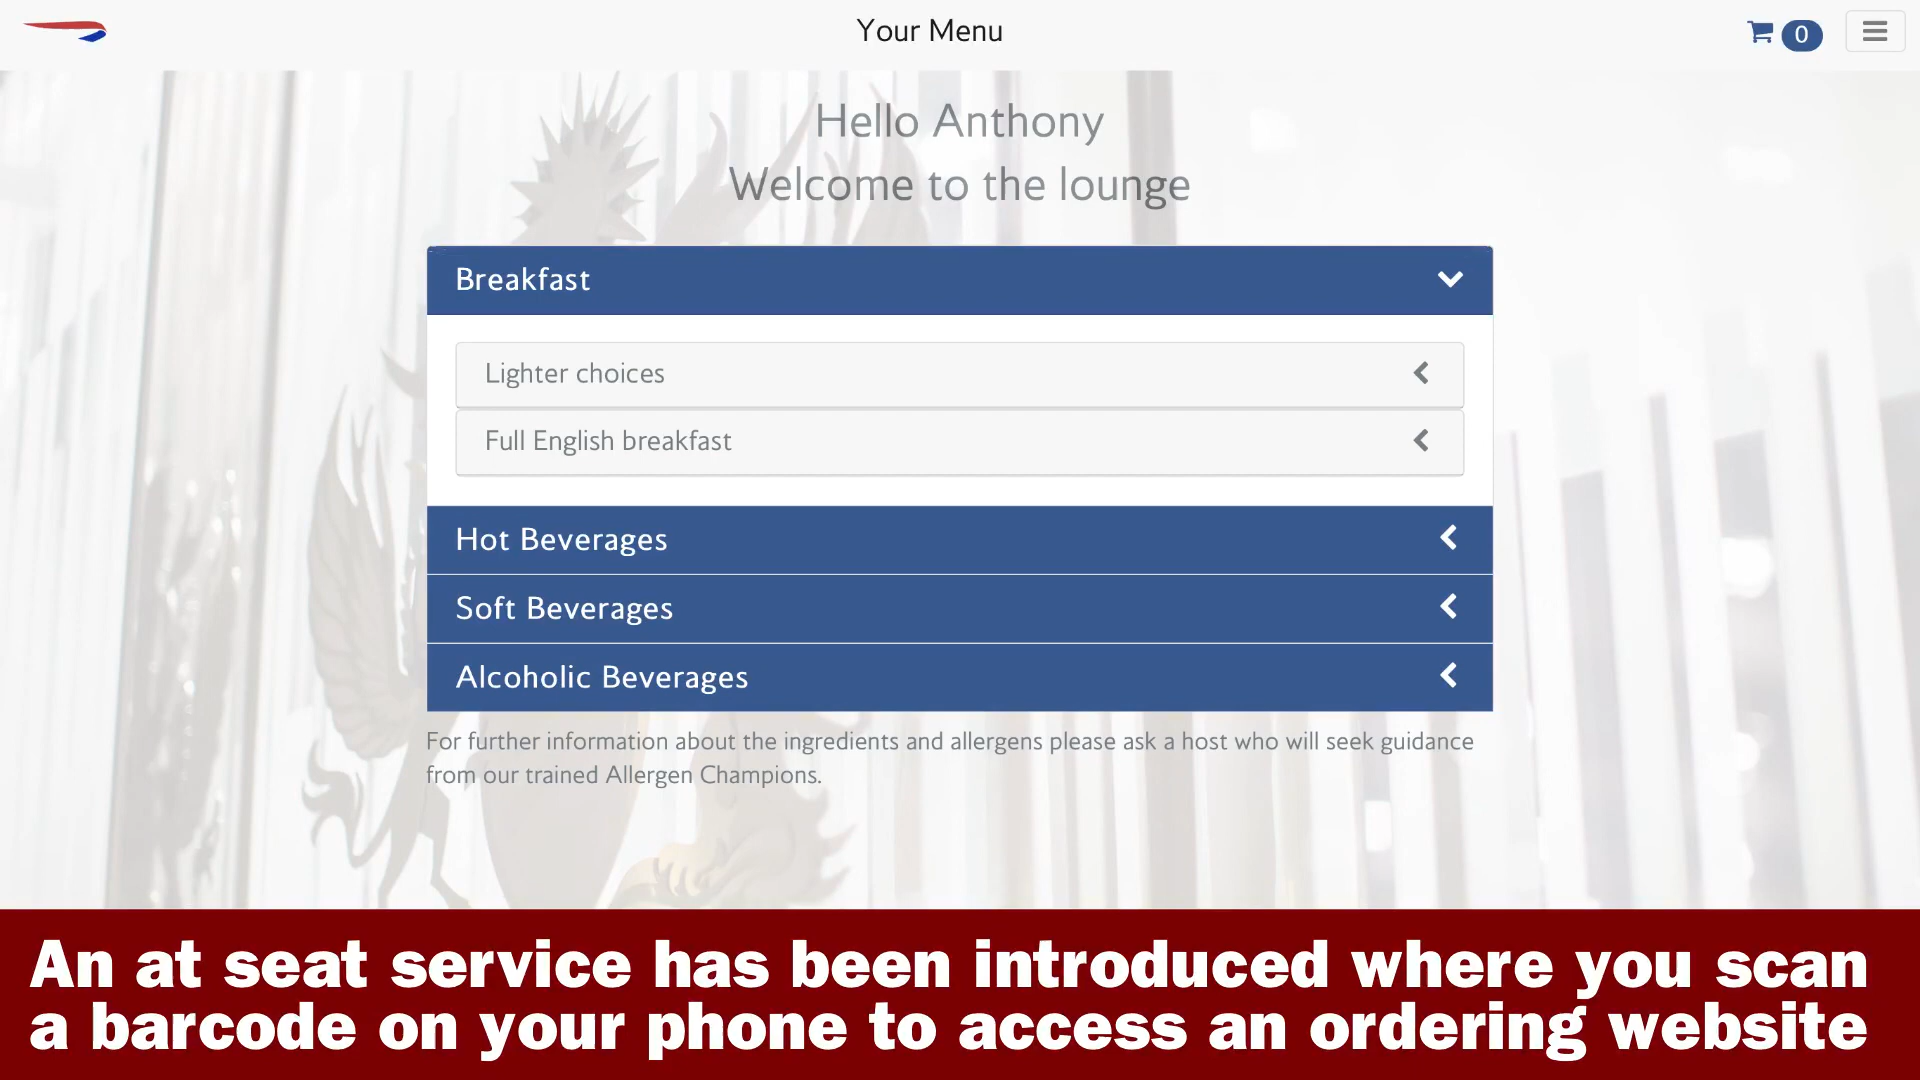 Your Menu
0
Hello Anthony
Welcome to the lounge
Breakfast
Lighter choices
Full English breakfast
Hot Beverages
Soft Beverages
Alcoholic Beverages
For further information about the ingredients and allergens please ask a host who will seek guidance
from our trained Allergen Champions.
An at seat service has been introduced where you scan
a barcode on your phone to access an ordering website